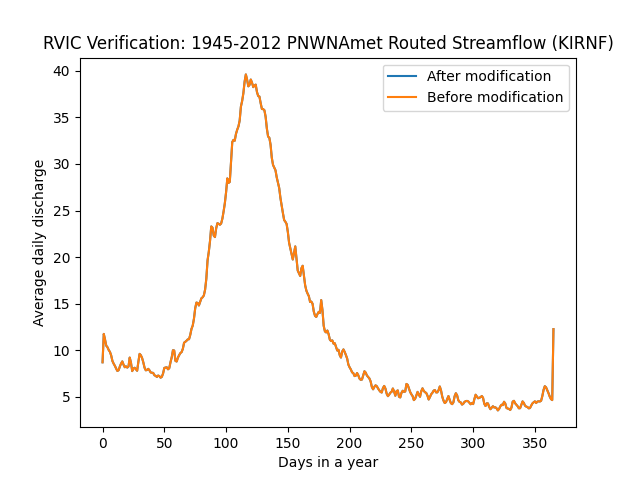 RVIC Verification: 1945-2012 PNWNAmet Routed Streamflow (KIRNF)
After modification
Before modification
Average daily discharge
40
35
30
25
20
15
10
5
0 50 100 150 200 250 300 350
Days in a year